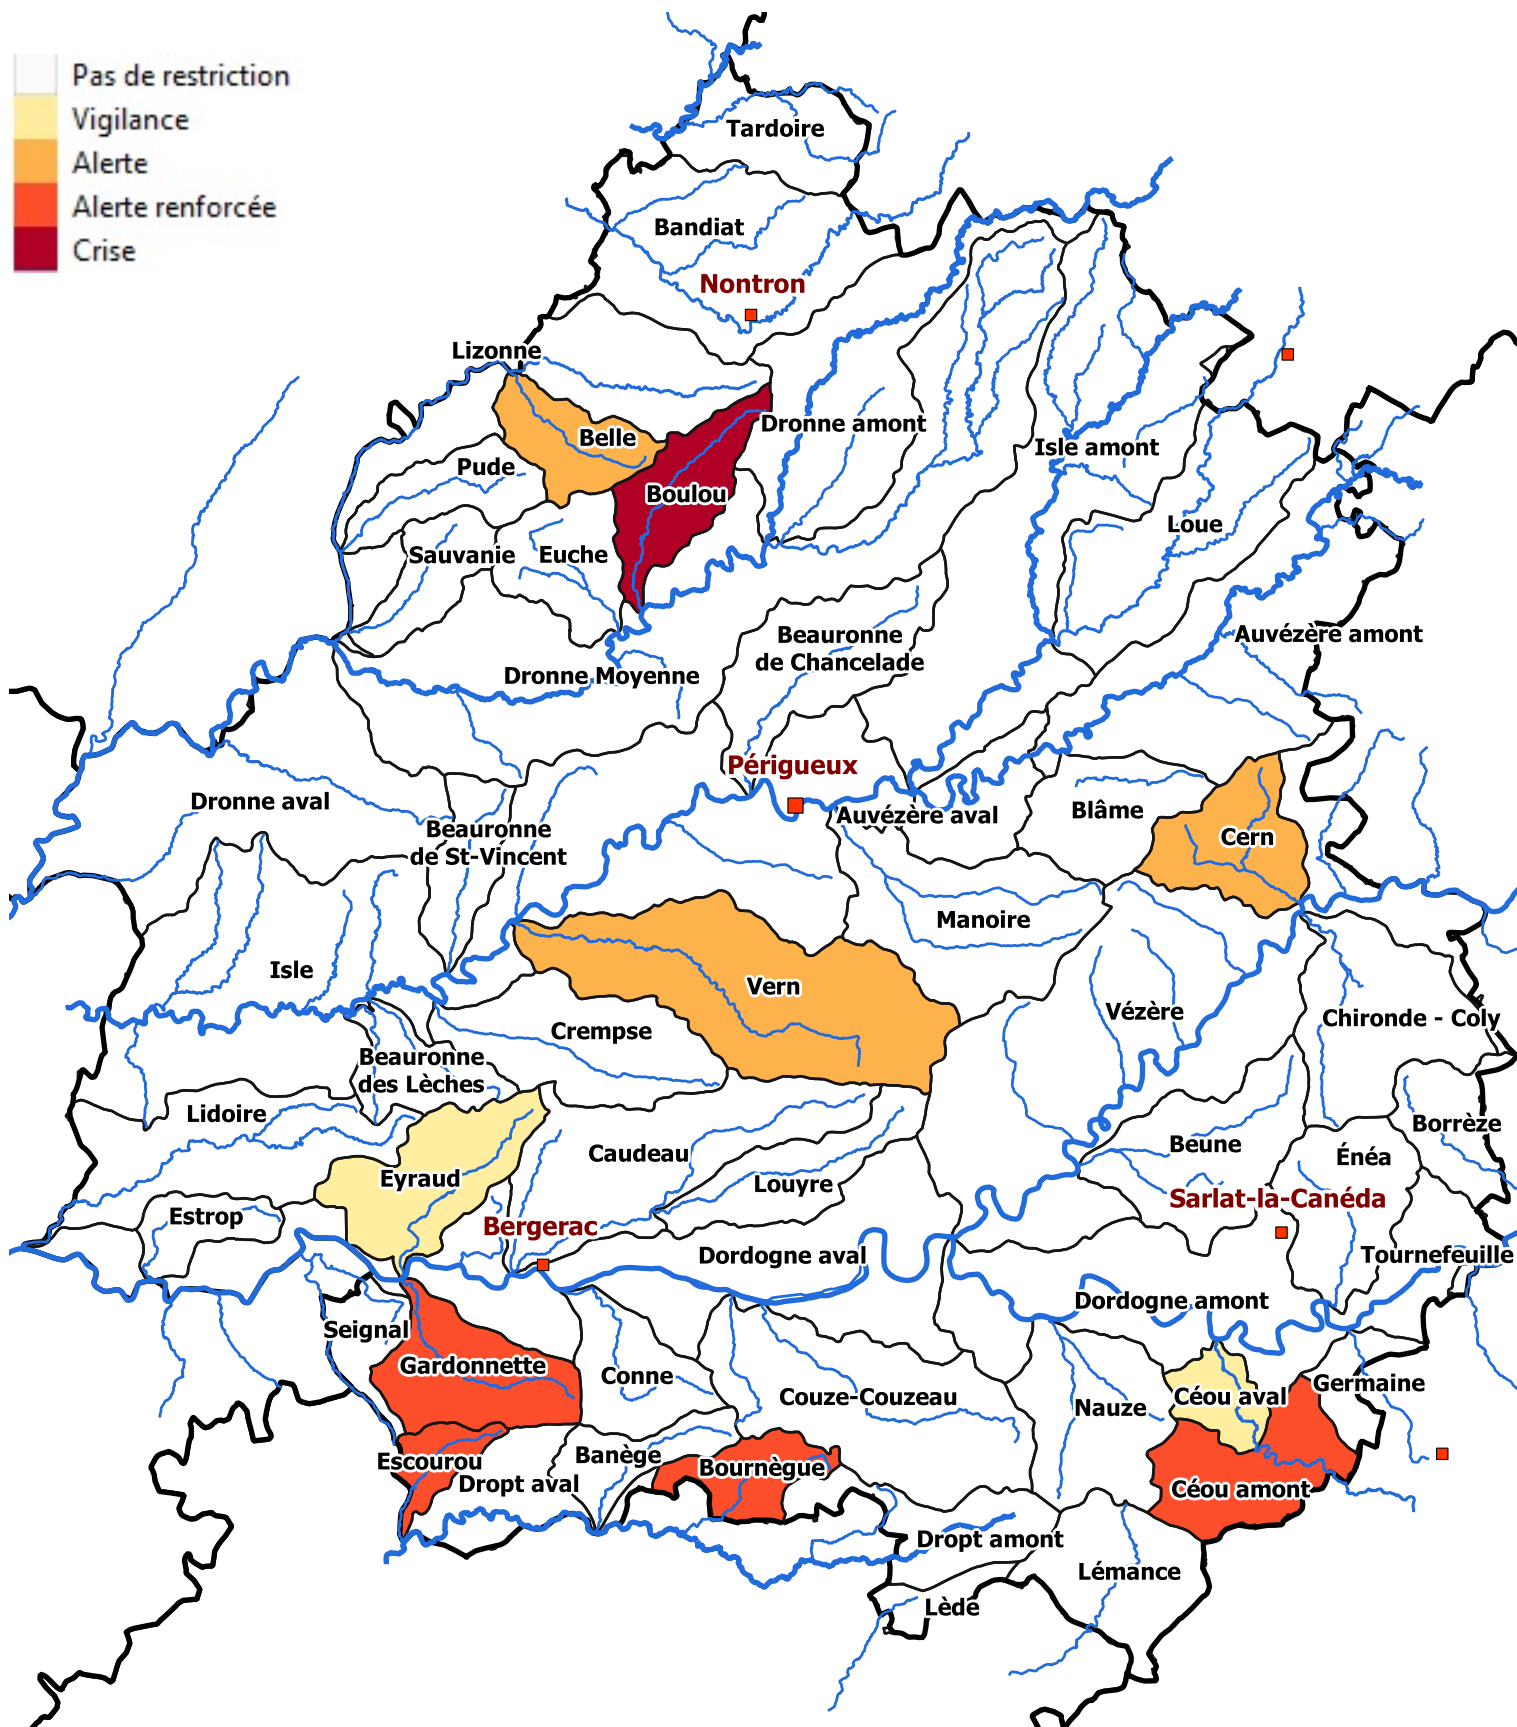 Pas de restriction
Vigilance
Alerte
Alerte renforcée
Crise
Tardoire
Bandiat
Nontron
Lizonne
Dronne amont
Belle
Isle amont
Pude
Boulou
Loue
Sauvanie
Euche
Auvézère amont
Beauronne
de Chancelade
Dronne Moyenne
Périgueux
Dronne aval
Blâme
Auvézère aval
Beauronne
de St-Vincent
Cern
Manoire
Isle
Vern
Vézère
Chironde - Coly
Crempse
Beauronne
des Lèches
Lidoire
Borrèze
Beune
Caudeau
Énéa
Eyraud
Louyre
Sarlat-la-Canéda
Estrop
Bergerac
Dordogne aval
Tournefeuille
Dordogne amont
Seignal
Gardonnette
Conne
Germaine
Couze-Couzeau
Céou aval
Nauze
Banège
Escourou
Bournègue
Dropt aval
Céou amont
Dropt amont
Lémance
Lède